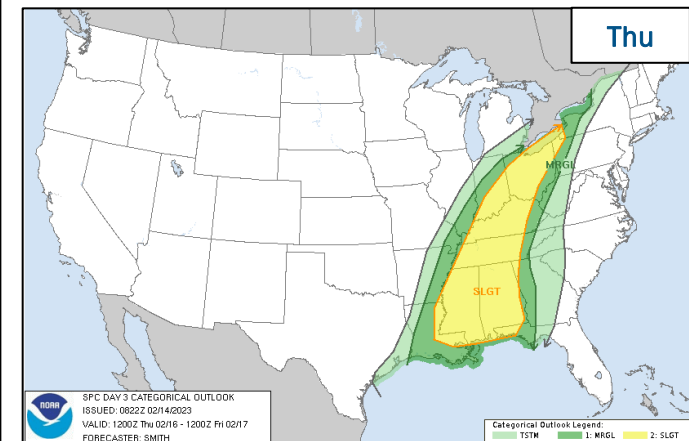 Thu
MRGL
SLGT
NOAA
SPC DAY 3 CATEGORICAL OUTLOOK
ISSUED: 0822Z 02/14/2023
VALID: 1200Z Thu 02/16 - 1200Z Fri 02/17
FORECASTER: SMITH
Categorical Outlook Legend:
TSTM 1: MRGL 2: SLGT